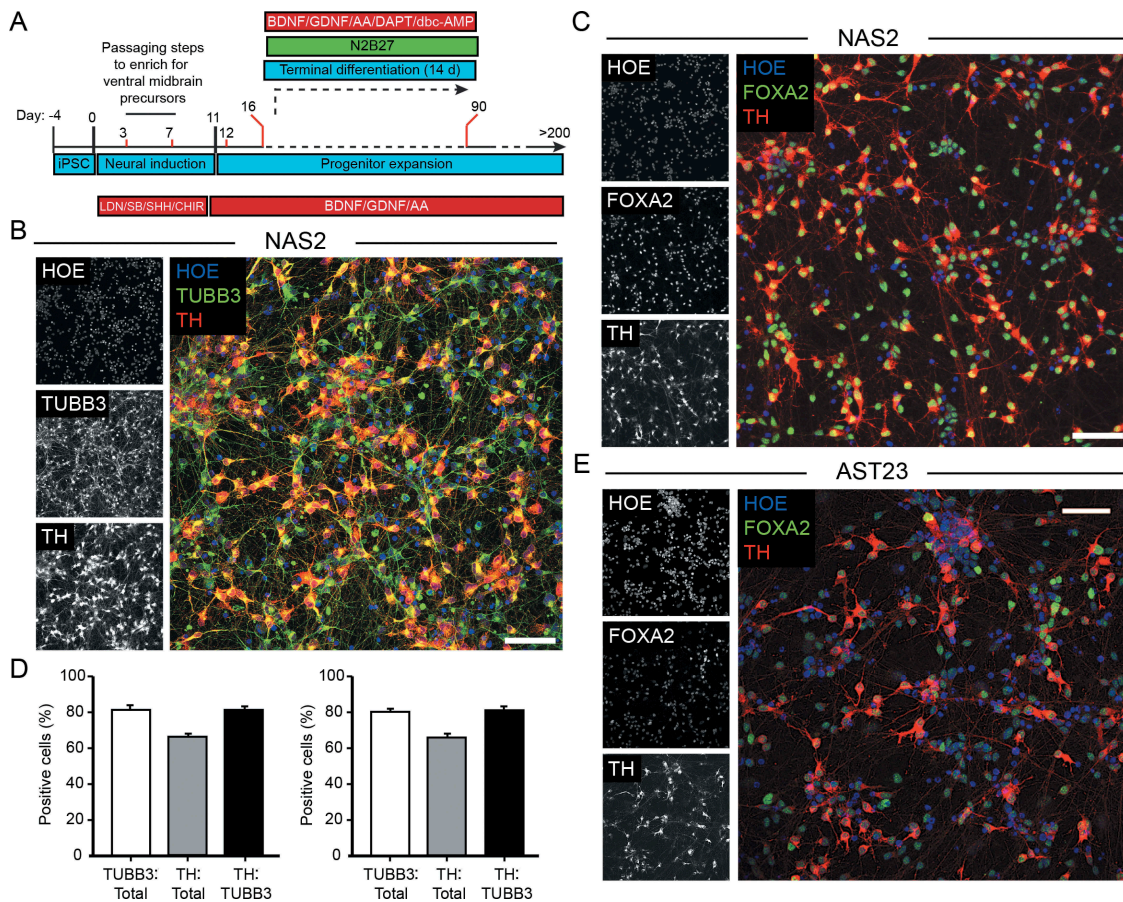 A
BDNF/GDNF/AA/DAPT/dbc-AMP
N2B27
Terminal differentiation (14 d)
Passaging steps
to enrich for
ventral midbrain
precursors
Day: -4 0 3 7 11 12 16 90 >200
iPSC Neural induction Progenitor expansion
LDN/SB/SHH/CHIR BDNF/GDNF/AA
B
NAS2
HOE
TUBB3
TH
HOE
TUBB3
TH
C
NAS2
HOE
FOXA2
TH
HOE
FOXA2
TH
D
Positive cells (%)
100
80
60
40
20
0
TUBB3:
Total
TH:
Total
TH:
TUBB3
Positive cells (%)
100
80
60
40
20
0
TUBB3:
Total
TH:
Total
TH:
TUBB3
E
AST23
HOE
FOXA2
TH
HOE
FOXA2
TH